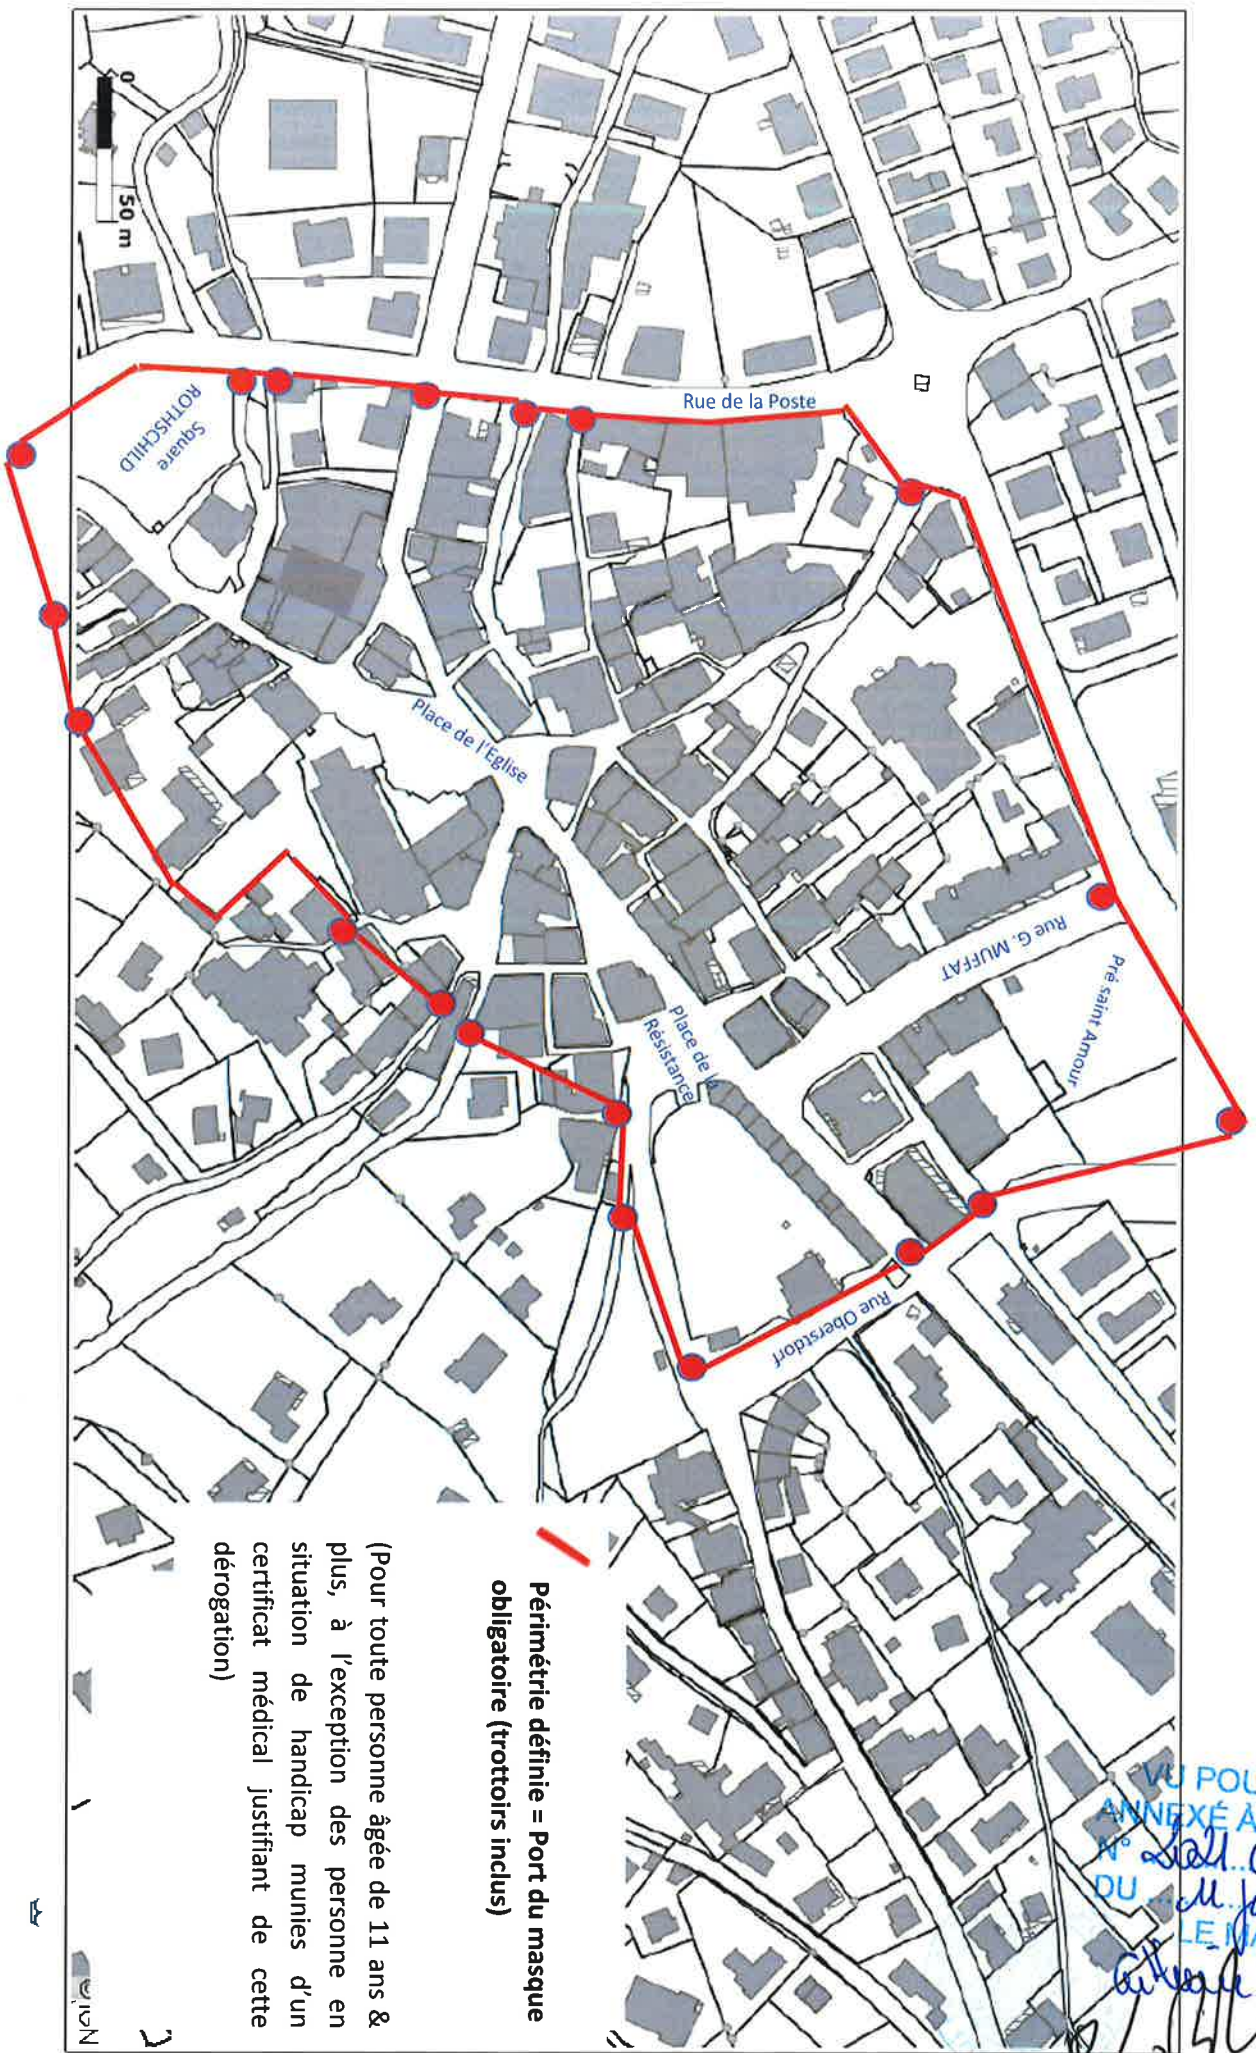 0
50 m
Square
ROTHSCHILD
Rue de la Poste
Place de l'Eglise
Rue G. MUFFAT
Pré saint Amour
Place de la
Résistance
Rue Oberstdorf
Périmétrie définie = Port du masque
obligatoire (trottoirs inclus)
(Pour toute personne âgée de 11 ans &
plus, à l'exception des personne en
situation de handicap munies d'un
certificat médical justifiant de cette
dérogation)
VU POU
ANNEXÉ À
N°
DU
LE MA